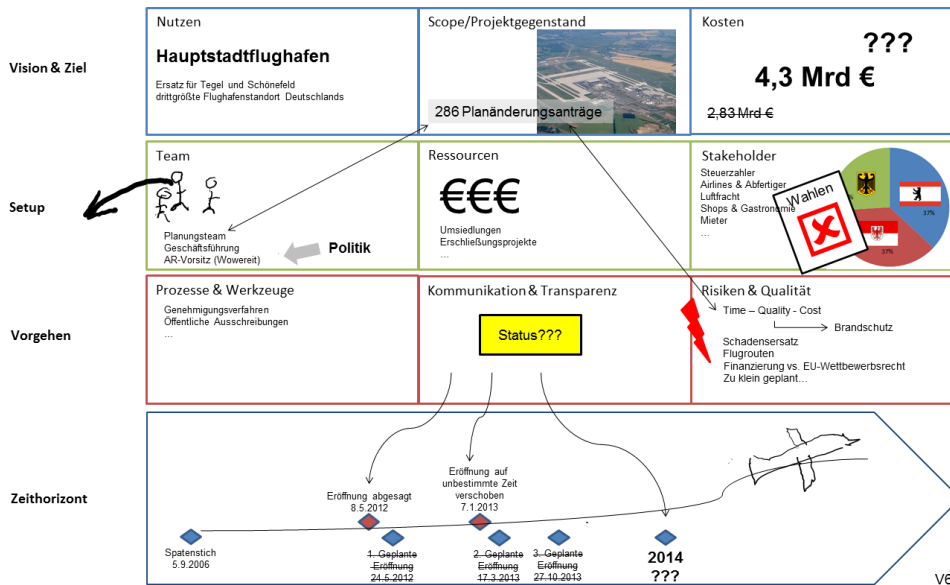 Vision & Ziel
Nutzen
Hauptstadtflughafen
Ersatz für Tegel und Schönefeld
drittgrößte Flughafenstandort Deutschlands
Scope/Projektgegenstand
286 Planänderungsanträge
Kosten
???
4,3 Mrd €
2,83 Mrd €
Setup
Team
Planungsteam
Geschäftsführung
AR-Vorsitz (Wowereit)
Politik
Ressourcen
€€€
Umsiedlungen
Erschließungsprojekte
...
Stakeholder
Steuerzahler
Airlines & Abfertiger
Luftfracht
Shops & Gastronomie
Mieter
...
Wahlen
37%
37%
Vorgehen
Prozesse & Werkzeuge
Genehmigungsverfahren
Öffentliche Ausschreibungen
...
Kommunikation & Transparenz
Status???
Risiken & Qualität
Time – Quality - Cost
Brandschutz
Schadensersatz
Flugrouten
Finanzierung vs. EU-Wettbewerbsrecht
Zu klein geplant...
Zeithorizont
Spatenstich
5.9.2006
Eröffnung abgesagt
8.5.2012
1. Geplante
Eröffnung
24.5.2012
Eröffnung auf
unbestimmte Zeit
verschoben
7.1.2013
2. Geplante
Eröffnung
17.3.2013
3. Geplante
Eröffnung
27.10.2013
2014
???